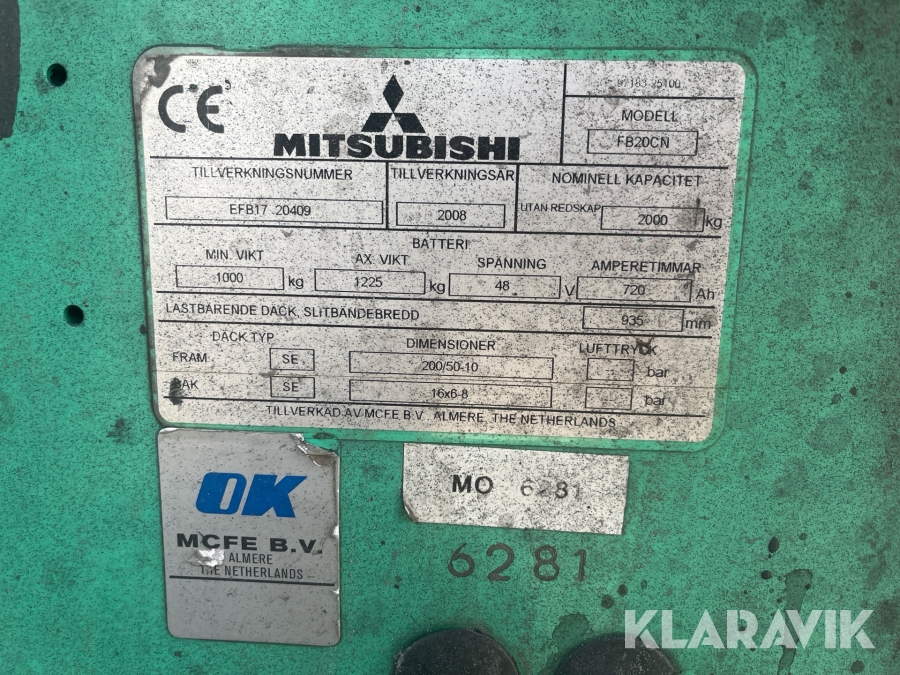 CE
MITSUBISHI
MODELL
FB20CN
TILLVERKNINGSNUMMER
EFB17 20409
TILLVERKNINGSÅR
2008
NOMINELL KAPACITET
UTAN REDSKAP 2000 kg
BATTERI
MIN. VIKT
1000 kg
AX. VIKT
1225 kg
SPÄNNING
48 V
AMPERETIMMAR
720 Ah
LASTBÄRENDE DÄCK, SLITBANDEBREDD 935 mm
DÄCK TYP DIMENSIONER LUFTTRYCK
FRAM SE 200/50-10 bar
BAK SE 16x6-8 bar
TILLVERKAD AV MCFE B.V. ALMERE, THE NETHERLANDS
OK
MCFE B.V.
ALMERE
THE NETHERLANDS
MO 6281
6281
KLARAVIK